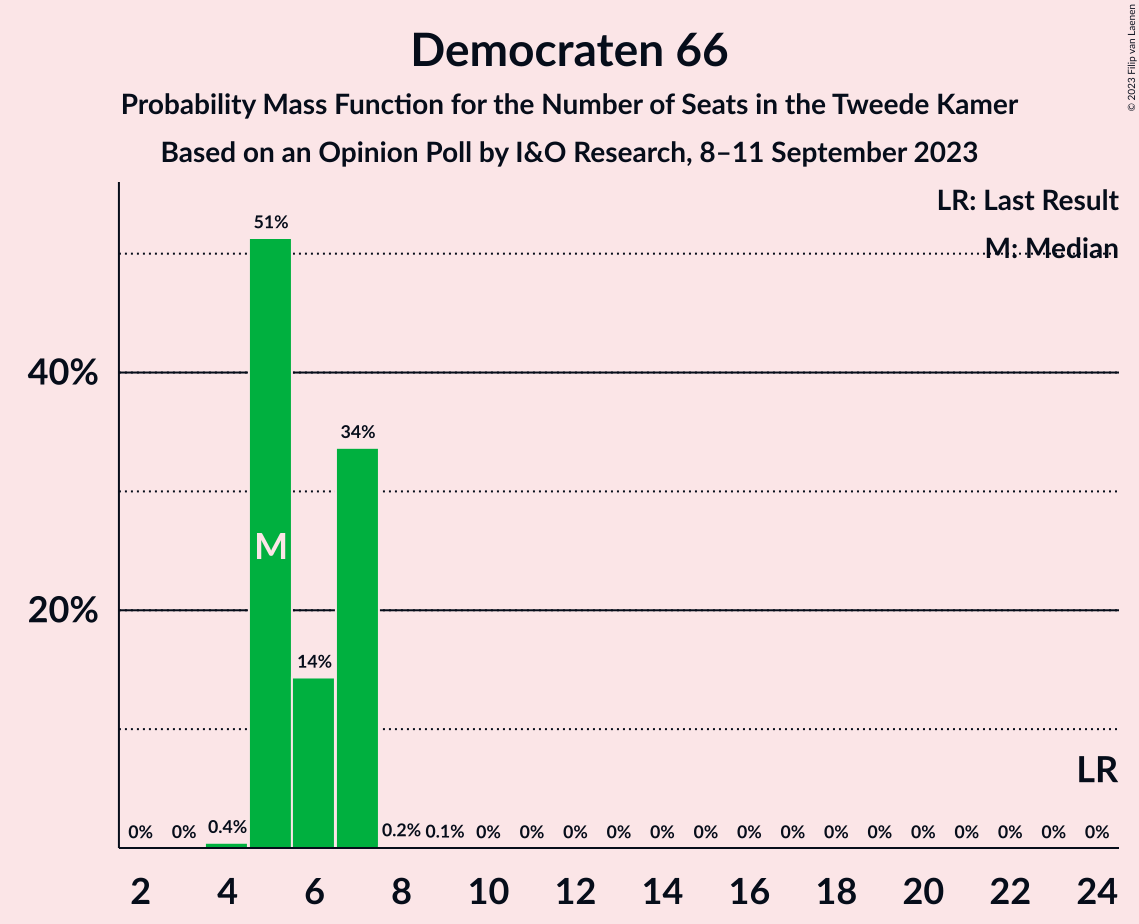 Democraten 66
Probability Mass Function for the Number of Seats in the Tweede Kamer
Based on an Opinion Poll by I&O Research, 8–11 September 2023
© 2023 Filip van Laenen
LR: Last Result
M: Median
51%
40%
34%
M
20%
14%
LR
0% 0% 0.4% 0.2% 0.1% 0% 0% 0% 0% 0% 0% 0% 0% 0% 0% 0% 0% 0% 0% 0%
2 4 6 8 10 12 14 16 18 20 22 24